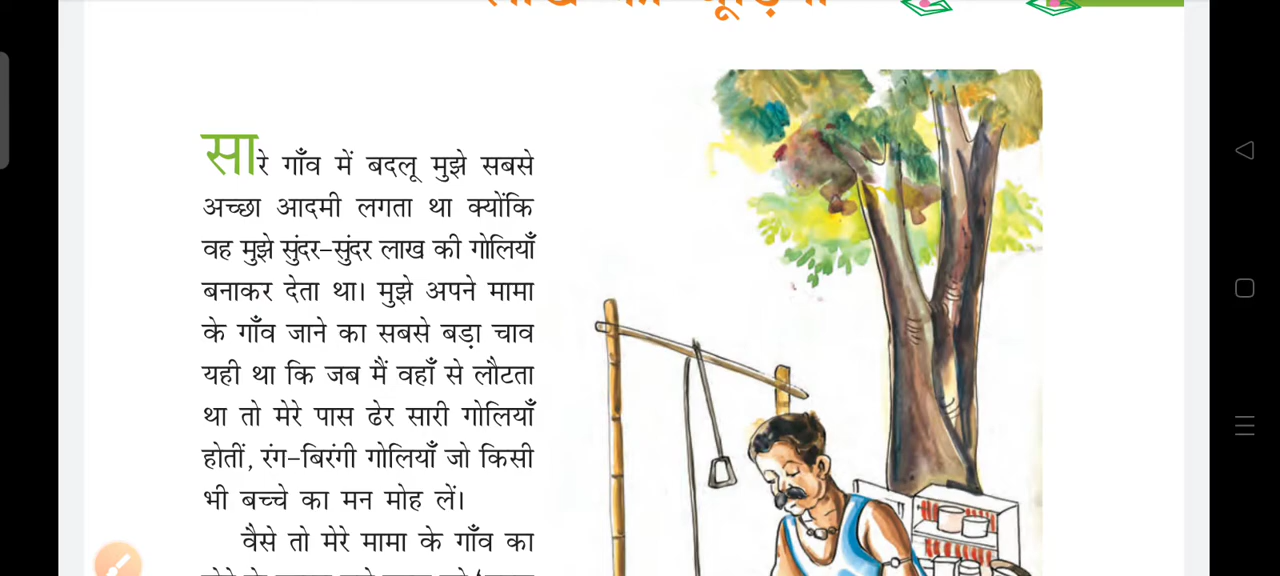 सारे गाँव में बदलू मुझे सबसे
अच्छा आदमी लगता था क्योंकि
वह मुझे सुंदर-सुंदर लाख की गोलियाँ
बनाकर देता था। मुझे अपने मामा
के गाँव जाने का सबसे बड़ा चाव
यही था कि जब मैं वहाँ से लौटता
था तो मेरे पास ढेर सारी गोलियाँ
होतीं, रंग-बिरंगी गोलियाँ जो किसी
भी बच्चे का मन मोह लें।
वैसे तो मेरे मामा के गाँव का